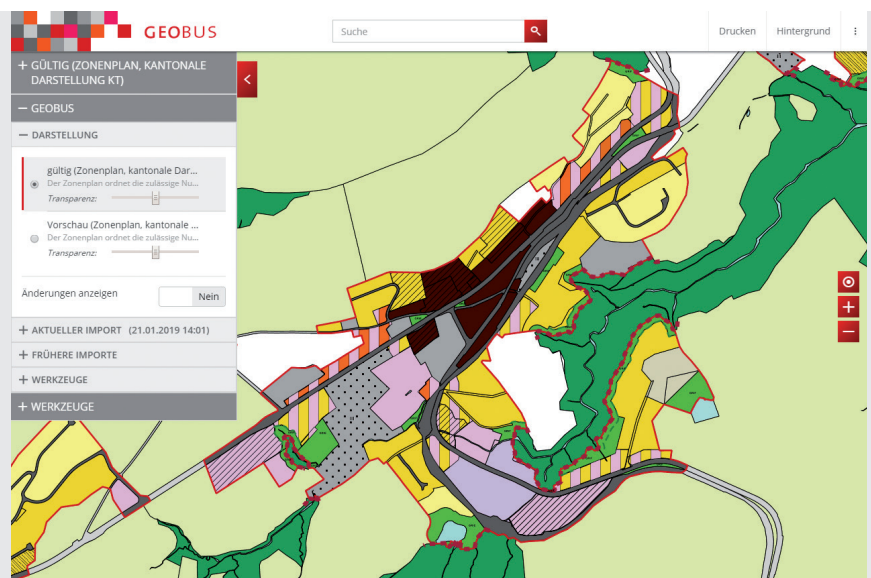 GEOBUS
Suche
Drucken
Hintergrund
+ GÜLTIG (ZONENPLAN, KANTONALE
DARSTELLUNG KT)
− GEOBUS
− DARSTELLUNG
gültig (Zonenplan, kantonale Dar...
Der Zonenplan ordnet die zulässige Nu...
Transparenz:
Vorschau (Zonenplan, kantonale ...
Der Zonenplan ordnet die zulässige Nu...
Transparenz:
Änderungen anzeigen
Nein
+ AKTUELLER IMPORT (21.01.2019 14:01)
+ FRÜHERE IMPORTE
+ WERKZEUGE
+ WERKZEUGE